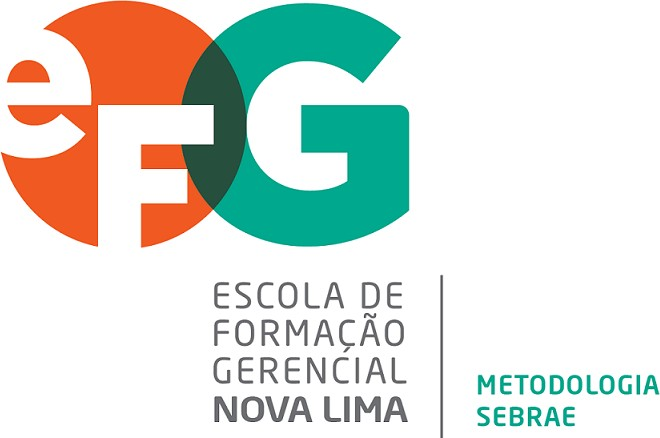 eFG
ESCOLA DE
FORMAÇÃO
GERENCIAL
NOVA LIMA
METODOLOGIA
SEBRAE